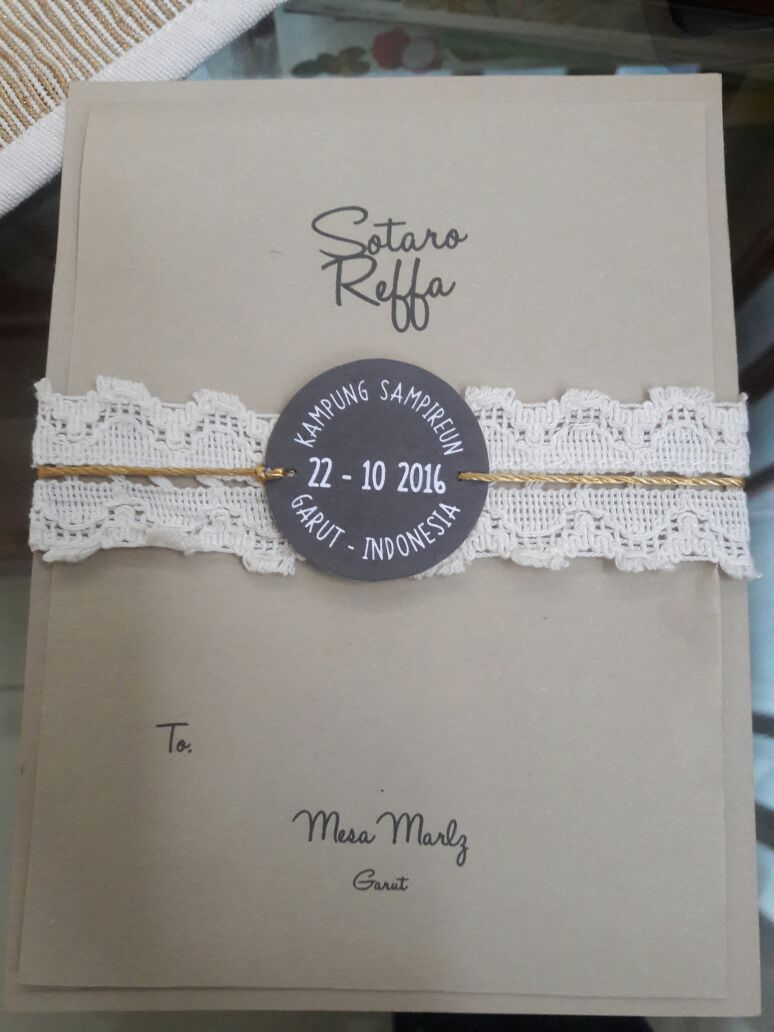 Sotaro
Reffa
KAMPUNG SAMPIREUN
22 - 10 2016
GARUT - INDONESIA
To.
Mesa Marlz
Garut